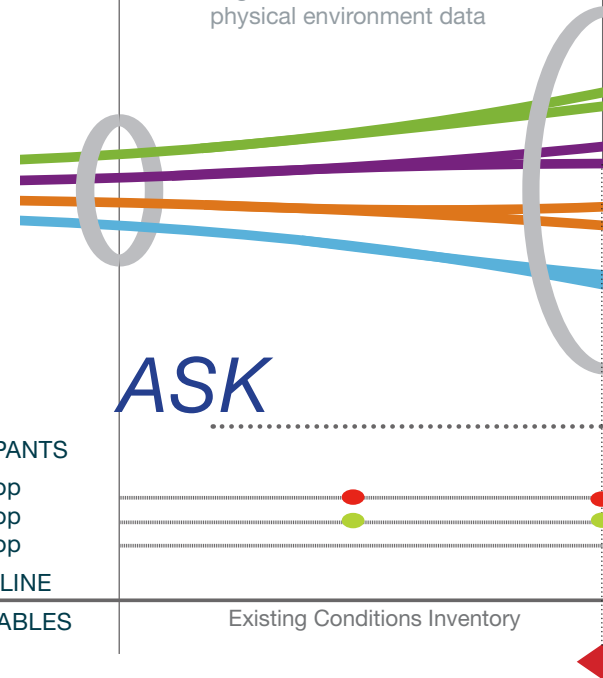 physical environment data
ASK
PANTS
op
op
op
LINE
ABLES
Existing Conditions Inventory